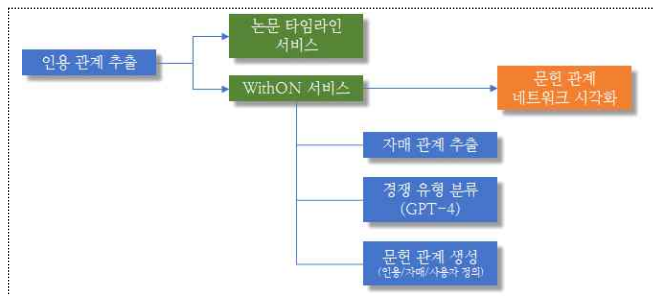 논문 타임라인
서비스
인용 관계 추출
WithON 서비스
문헌 관계
네트워크 시각화
자매 관계 추출
경쟁 유형 분류
(GPT-4)
문헌 관계 생성
(인용/자매/사용자 정의)